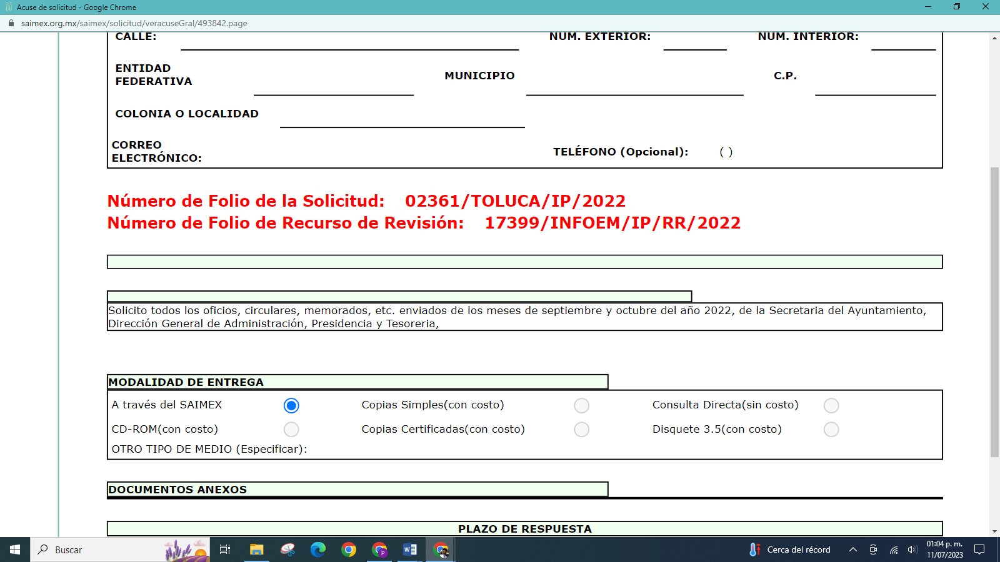 Acuse de solicitud - Google Chrome
saimex.org.mx/saimex/solicitud/veracuseGral/493842.page
CALLE: NUM. EXTERIOR: NUM. INTERIOR:
ENTIDAD FEDERATIVA MUNICIPIO C.P.
COLONIA O LOCALIDAD
CORREO ELECTRÓNICO: TELÉFONO (Opcional): ( )
Número de Folio de la Solicitud: 02361/TOLUCA/IP/2022
Número de Folio de Recurso de Revisión: 17399/INFOEM/IP/RR/2022
Solicito todos los oficios, circulares, memorados, etc. enviados de los meses de septiembre y octubre del año 2022, de la Secretaria del Ayuntamiento,
Dirección General de Administración, Presidencia y Tesoreria,
MODALIDAD DE ENTREGA
A través del SAIMEX Copias Simples(con costo) Consulta Directa(sin costo)
CD-ROM(con costo) Copias Certificadas(con costo) Disquete 3.5(con costo)
OTRO TIPO DE MEDIO (Especificar):
DOCUMENTOS ANEXOS
PLAZO DE RESPUESTA
Buscar P Cerca del récord 01:04 p. m.
11/07/2023